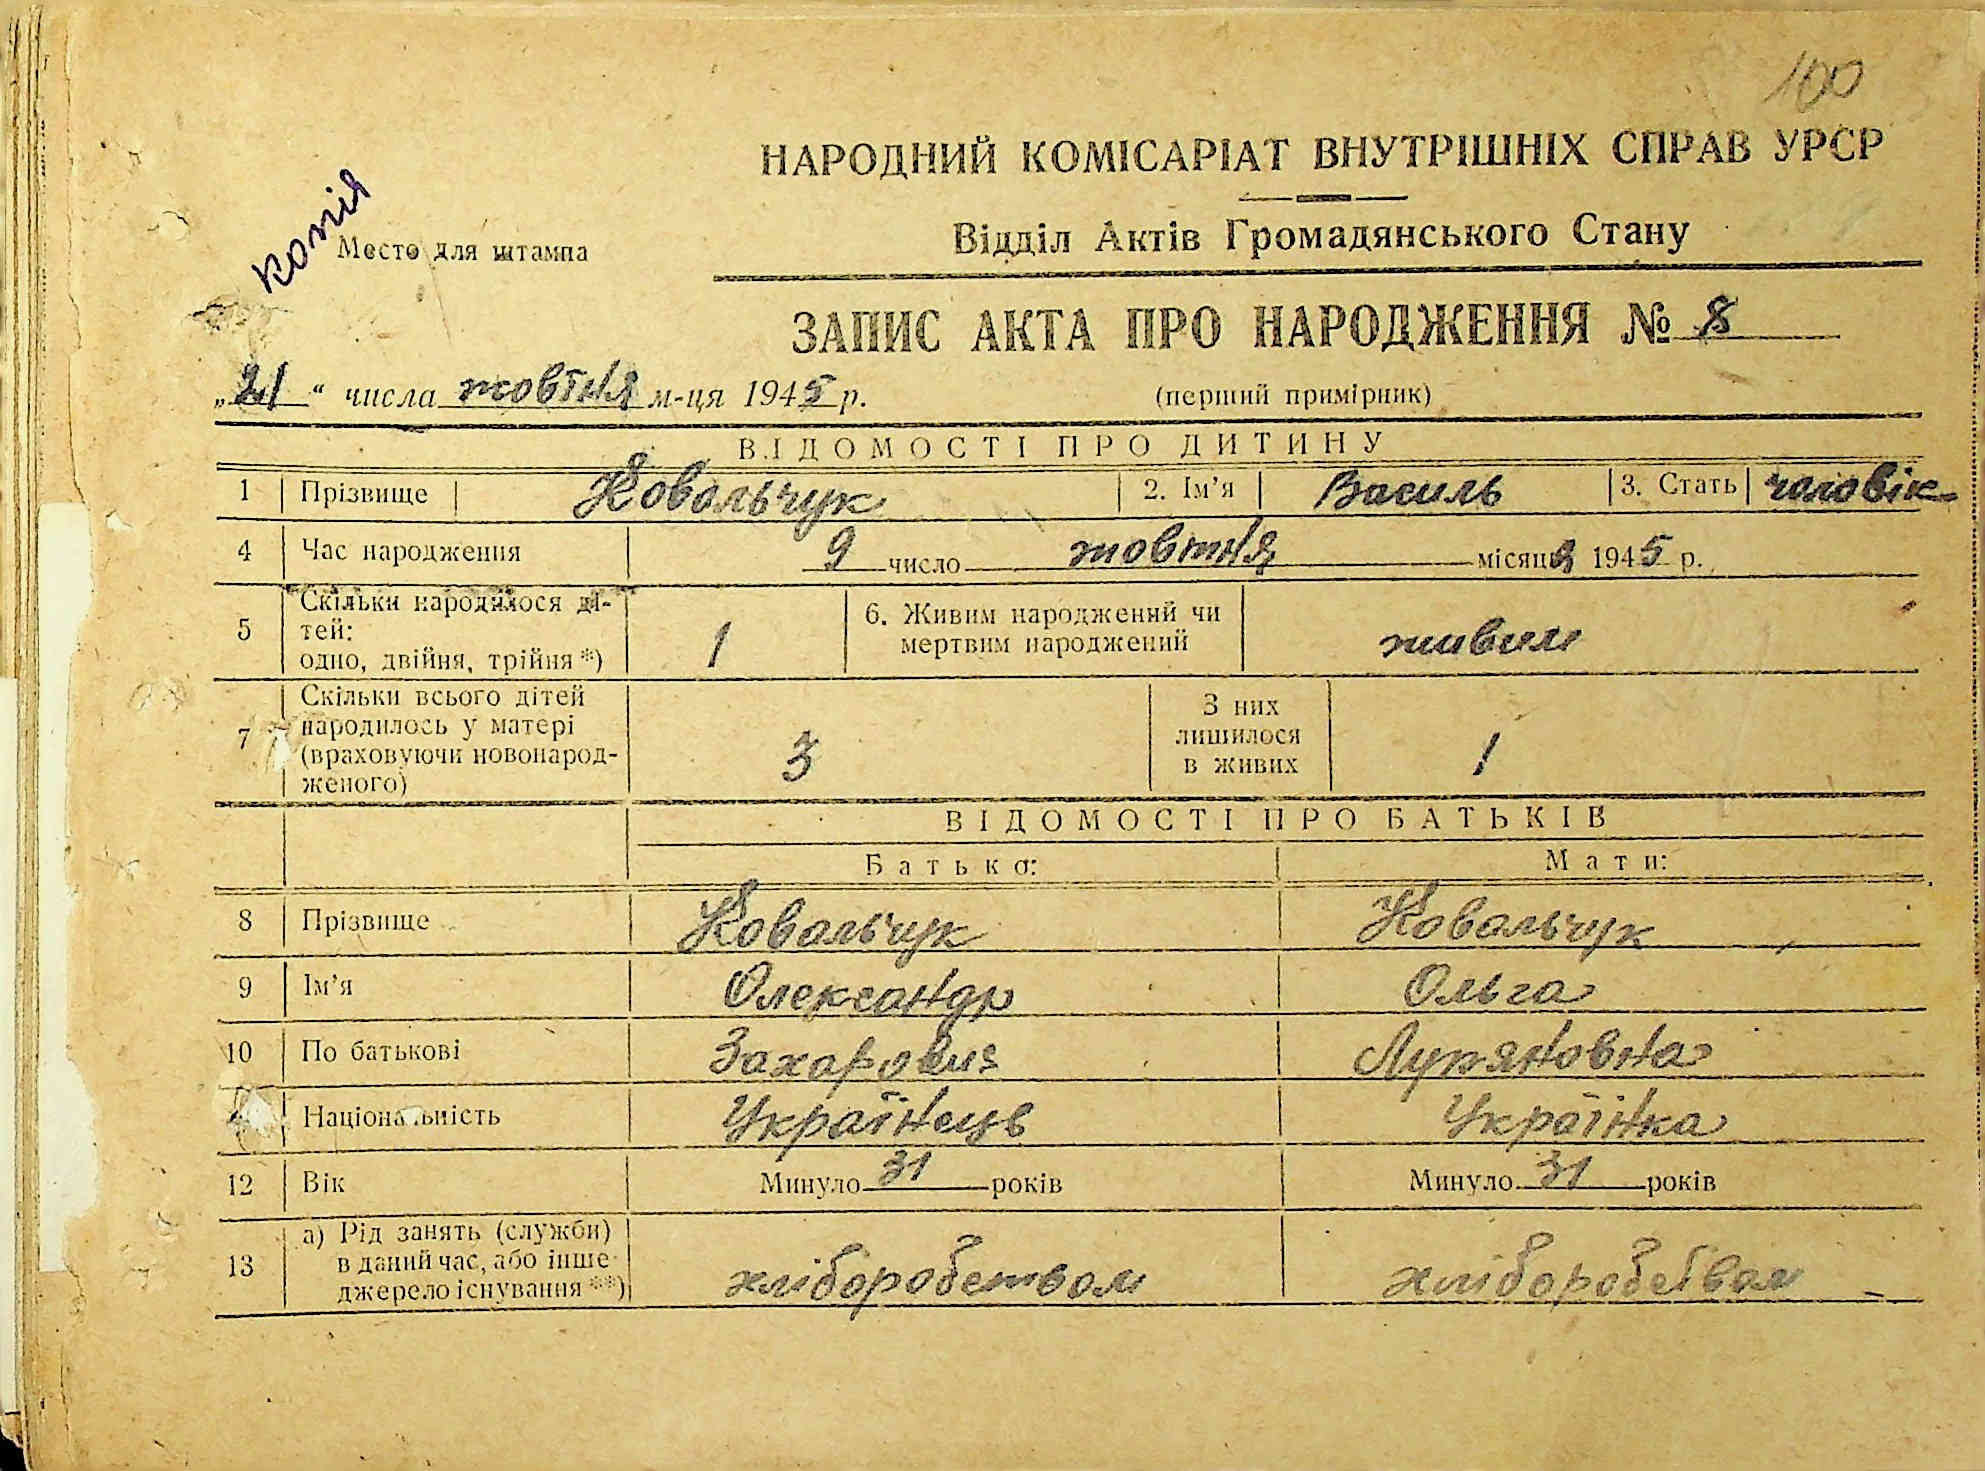 100
НАРОДНИЙ КОМІСАРІАТ ВНУТРІШНІХ СПРАВ УРСР
копія
Место для штампа
Відділ Актів Громадянського Стану
ЗАПИС АКТА ПРО НАРОДЖЕННЯ № 8
„21“ числа жовтня м-ця 1945 р. (перший примірник)
ВІДОМОСТІ ПРО ДИТИНУ
1 Прізвище Ковальчук 2. Ім'я Василь 3. Стать чоловік
4 Час народження 9 число жовтня місяця 1945 р.
5 Скільки народилося ді-
тей:
одно, двійня, трійня *) 1
6. Живим народжений чи
мертвим народжений живим
7 Скільки всього дітей
народилось у матері
(враховуючи новонарод-
женого) 3
З них
лишилося
в живих 1
ВІДОМОСТІ ПРО БАТЬКІВ
Батько: Мати:
8 Прізвище Ковальчук Ковальчук
9 Ім'я Олександр Ольга
10 По батькові Захарович Лук'яновна
Національність Українець Українка
12 Вік Минуло 31 років Минуло 31 років
13 а) Рід занять (служби)
в даний час, або інше
джерело існування **) хліборобством хліборобством